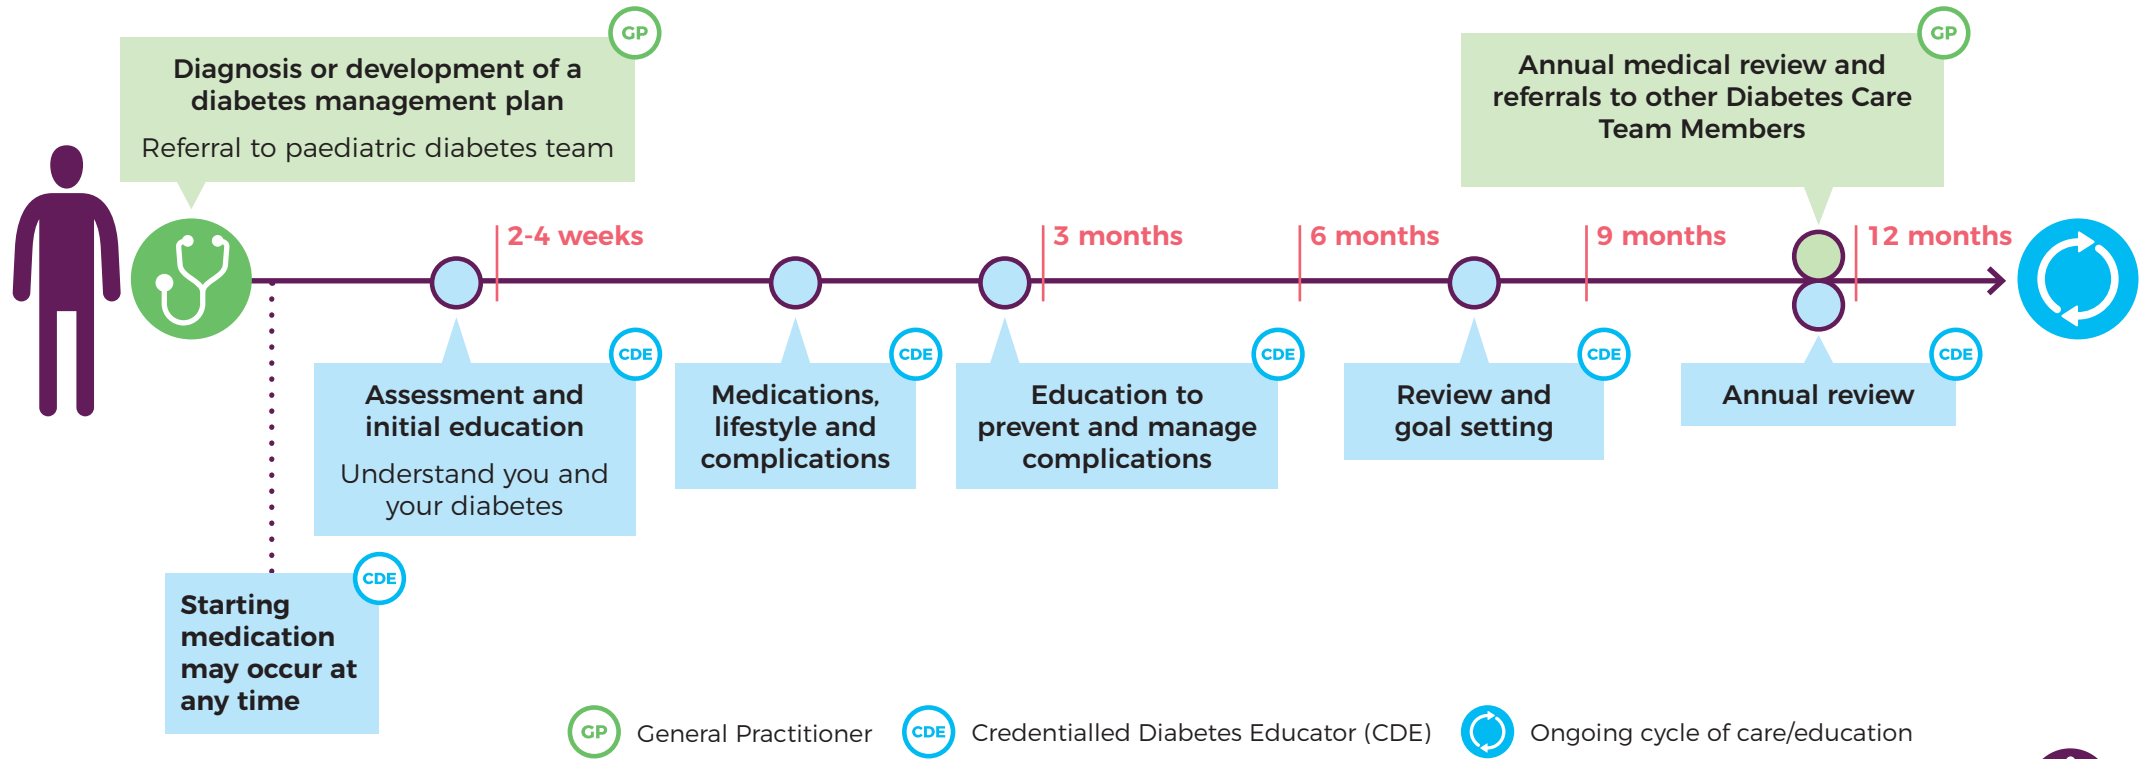 GP
Diagnosis or development of a
diabetes management plan
Referral to paediatric diabetes team
GP
Annual medical review and
referrals to other Diabetes Care
Team Members
2-4 weeks
3 months
6 months
9 months
12 months
CDE
Assessment and
initial education
Understand you and
your diabetes
CDE
Medications,
lifestyle and
complications
CDE
Education to
prevent and manage
complications
CDE
Review and
goal setting
CDE
Annual review
CDE
Starting
medication
may occur at
any time
GP General Practitioner
CDE Credentialled Diabetes Educator (CDE)
Ongoing cycle of care/education